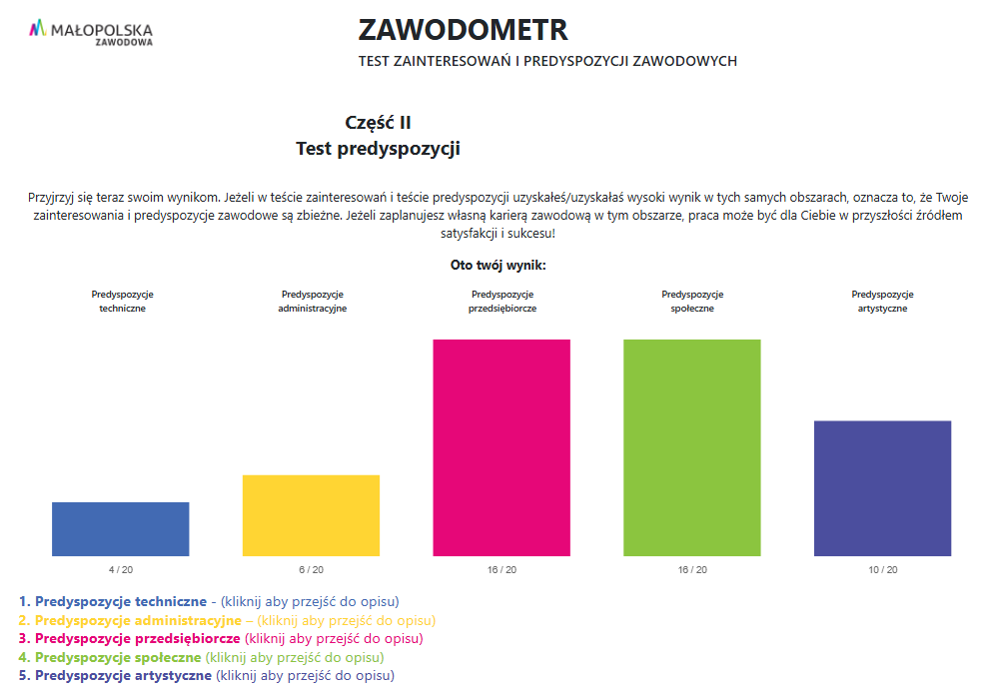 MAŁOPOLSKA
ZAWODOWA
ZAWODOMETR
TEST ZAINTERESOWAŃ I PREDYSPOZYCJI ZAWODOWYCH
Część II
Test predyspozycji
Przyjrzyj się teraz swoim wynikom. Jeżeli w teście zainteresowań i teście predyspozycji uzyskałeś/uzyskałaś wysoki wynik w tych samych obszarach, oznacza to, że Twoje
zainteresowania i predyspozycje zawodowe są zbieżne. Jeżeli zaplanujesz własną karierą zawodową w tym obszarze, praca może być dla Ciebie w przyszłości źródłem
satysfakcji i sukcesu!
Oto twój wynik:
Predyspozycje
techniczne
Predyspozycje
administracyjne
Predyspozycje
przedsiębiorcze
Predyspozycje
społeczne
Predyspozycje
artystyczne
4 / 20
6 / 20
16 / 20
16 / 20
10 / 20
1. Predyspozycje techniczne - (kliknij aby przejść do opisu)
2. Predyspozycje administracyjne – (kliknij aby przejść do opisu)
3. Predyspozycje przedsiębiorcze (kliknij aby przejść do opisu)
4. Predyspozycje społeczne (kliknij aby przejść do opisu)
5. Predyspozycje artystyczne (kliknij aby przejść do opisu)